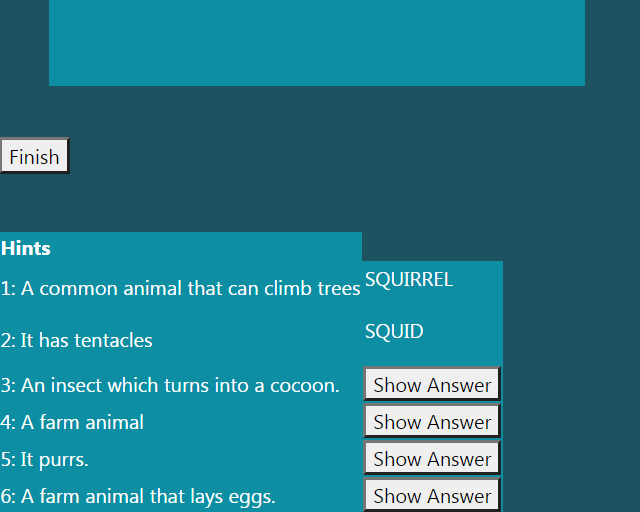 Finish
Hints
1: A common animal that can climb trees SQUIRREL
2: It has tentacles SQUID
3: An insect which turns into a cocoon. Show Answer
4: A farm animal Show Answer
5: It purrs. Show Answer
6: A farm animal that lays eggs. Show Answer